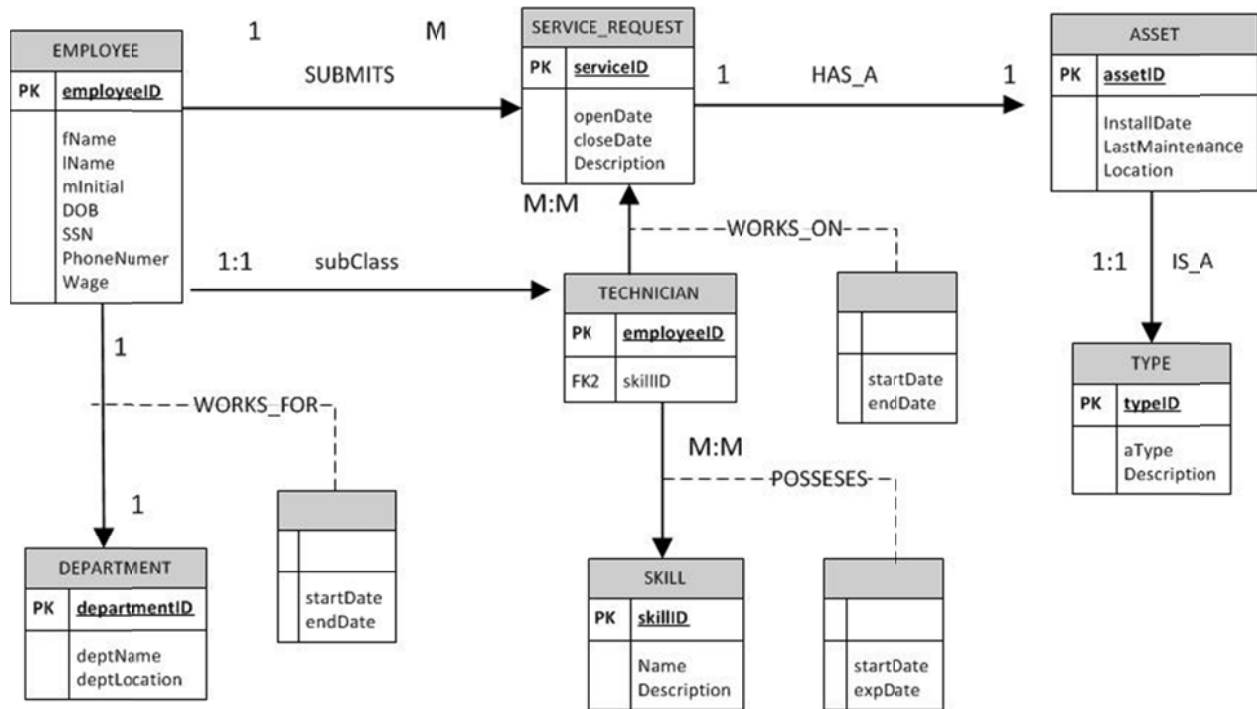 EMPLOYEE
PK employeeID
fName
lName
mInitial
DOB
SSN
PhoneNumer
Wage
1 M
SUBMITS
SERVICE_REQUEST
PK serviceID
openDate
closeDate
Description
1 HAS_A 1
ASSET
PK assetID
InstallDate
LastMaintenance
Location
M:M
WORKS_ON
1:1 subClass
TECHNICIAN
PK employeeID
FK2 skillID
startDate
endDate
1:1 IS_A
TYPE
PK typeID
aType
Description
1
WORKS_FOR
1
startDate
endDate
DEPARTMENT
PK departmentID
deptName
deptLocation
M:M
POSSESES
SKILL
PK skillID
Name
Description
startDate
expDate